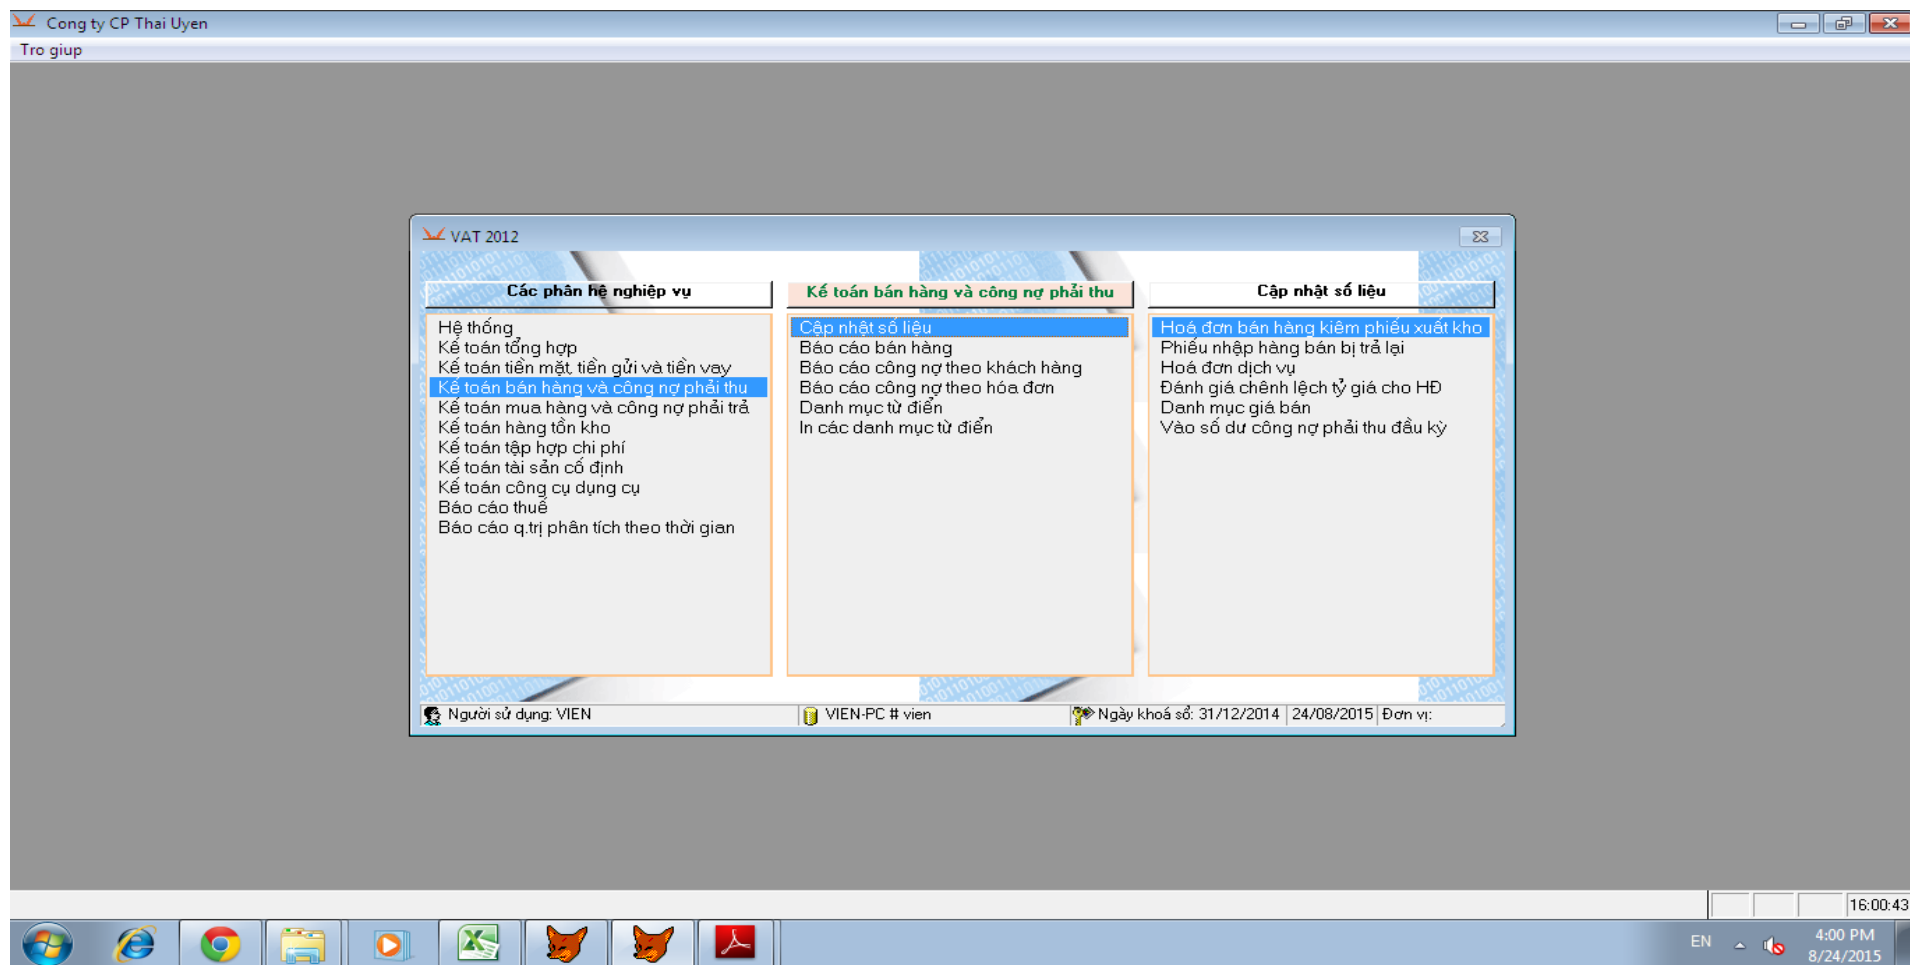 Cong ty CP Thai Uyen
Tro giup
VAT 2012
Các phân hệ nghiệp vụ
Kế toán bán hàng và công nợ phải thu
Cập nhật số liệu
Hệ thống
Kế toán tổng hợp
Kế toán tiền mặt, tiền gửi và tiền vay
Kế toán bán hàng và công nợ phải thu
Kế toán mua hàng và công nợ phải trả
Kế toán hàng tồn kho
Kế toán tập hợp chi phí
Kế toán tài sản cố định
Kế toán công cụ dụng cụ
Báo cáo thuế
Báo cáo q.trị phân tích theo thời gian
Cập nhật số liệu
Báo cáo bán hàng
Báo cáo công nợ theo khách hàng
Báo cáo công nợ theo hóa đơn
Danh mục từ điển
In các danh mục từ điển
Hoá đơn bán hàng kiêm phiếu xuất kho
Phiếu nhập hàng bán bị trả lại
Hoá đơn dịch vụ
Đánh giá chênh lệch tỷ giá cho HĐ
Danh mục giá bán
Vào số dư công nợ phải thu đầu kỳ
Người sử dụng: VIEN
VIEN-PC # vien
Ngày khoá sổ: 31/12/2014
24/08/2015
Đơn vị:
16:00:43
EN
4:00 PM
8/24/2015